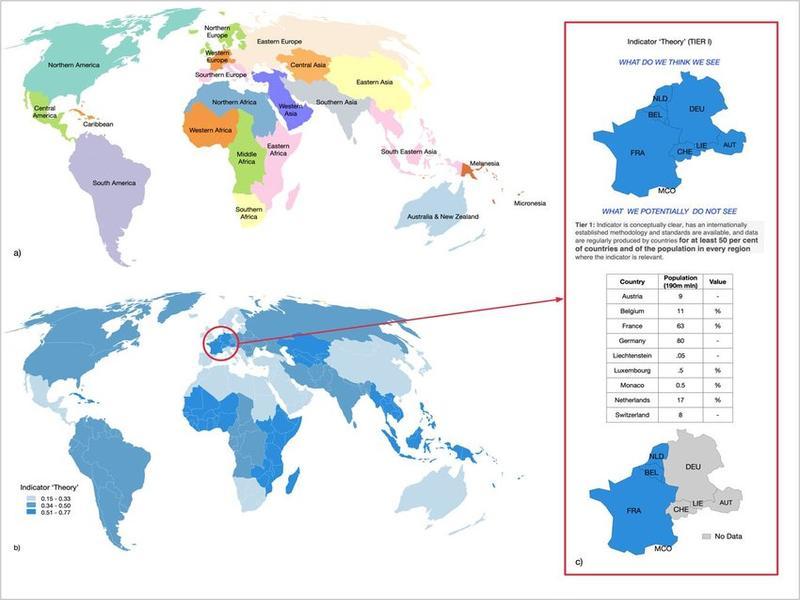 Northern
Europe
Eastern Europe
Western
Europe
Northern America
Central Asia
Sourthern Europe
East Asia
Southern Asia
Northern Africa
Western
Asia
Central
America
Caribbean
Western Africa
Eastern
Africa
South Eastern Asia
Middle
Africa
Melanesia
South America
Micronesia
Southern
Africa
Australia & New Zealand
a)
Indicator 'Theory'
0.15 - 0.33
0.34 - 0.50
0.51 - 0.77
b)
Indicator 'Theory' (TIER I)
WHAT DO WE THINK WE SEE
NLD
DEU
BEL
LIE
AUT
FRA
CHE
MCO
WHAT WE POTENTIALLY DO NOT SEE
Tier 1: Indicator is conceptually clear, has an internationally
established methodology and standards are available, and data
are regularly produced by countries for at least 50 per cent
of countries and of the population in every region
where the indicator is relevant.
Country Population (190m mln) Value
Austria 9 -
Belgium 11 %
France 63 %
Germany 80 -
Liechtenstein .05 -
Luxembourg .5 %
Monaco 0.5 %
Netherlands 17 %
Switzerland 8 -
NLD
DEU
BEL
LIE
AUT
FRA
CHE
No Data
MCO
c)